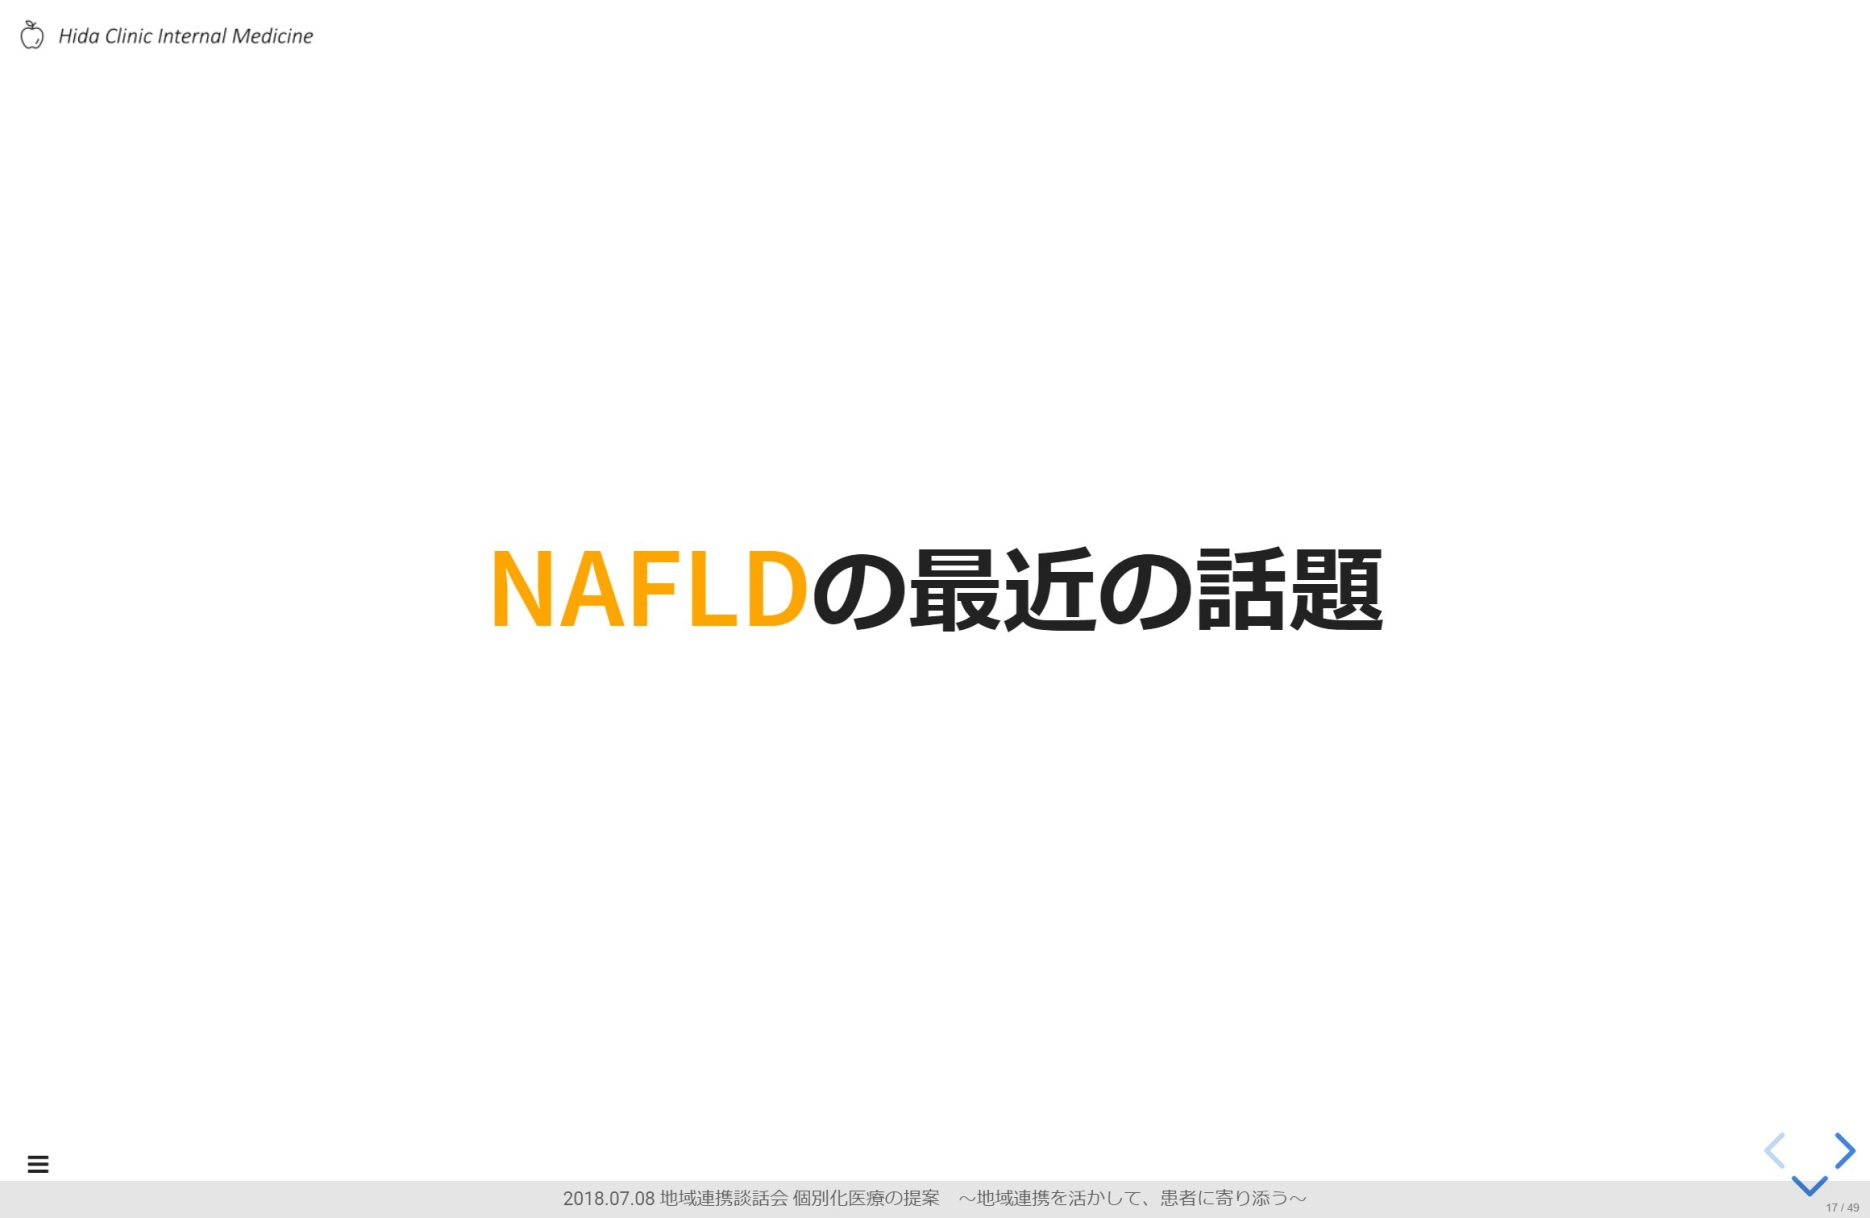 Hida Clinic Internal Medicine
NAFLDの最近の話題
2018.07.08 地域連携談話会 個別化医療の提案　～地域連携を活かして、患者に寄り添う～
17 / 49